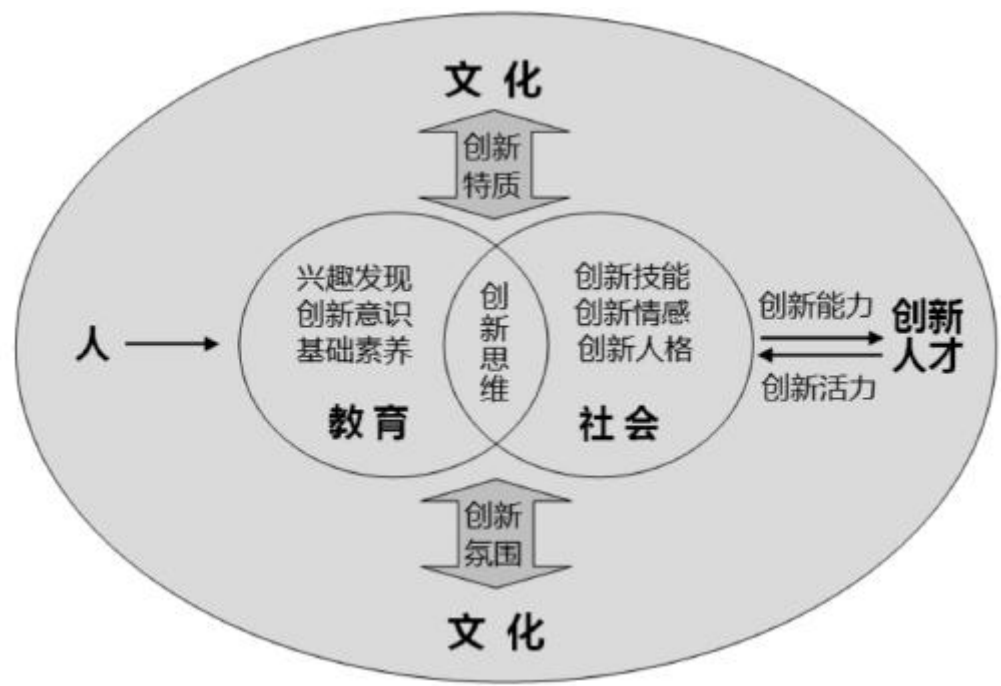 文化
创新
特质
兴趣发现
创新意识
基础素养
教育
创新思维
创新技能
创新情感
创新人格
社会
人
创新能力
创新活力
创新
人才
创新
氛围
文化